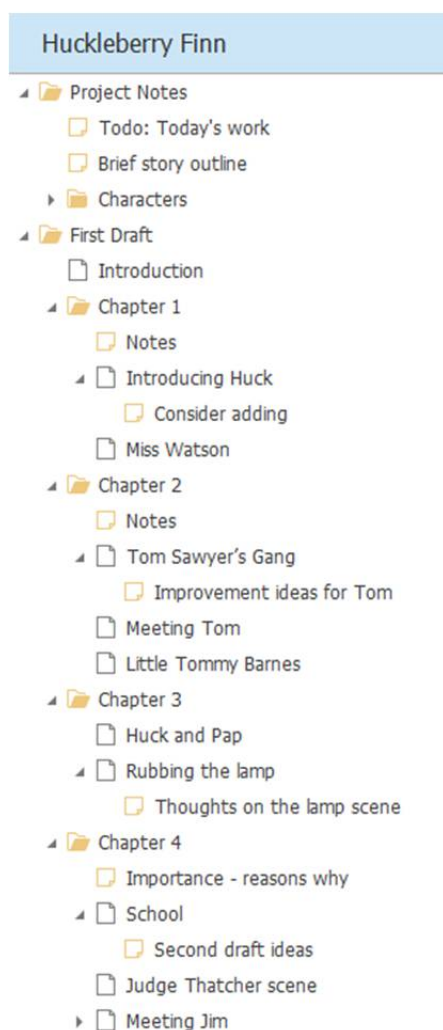 Huckleberry Finn
Project Notes
Todo: Today's work
Brief story outline
Characters
First Draft
Introduction
Chapter 1
Notes
Introducing Huck
Consider adding
Miss Watson
Chapter 2
Notes
Tom Sawyer's Gang
Improvement ideas for Tom
Meeting Tom
Little Tommy Barnes
Chapter 3
Huck and Pap
Rubbing the lamp
Thoughts on the lamp scene
Chapter 4
Importance - reasons why
School
Second draft ideas
Judge Thatcher scene
Meeting Jim